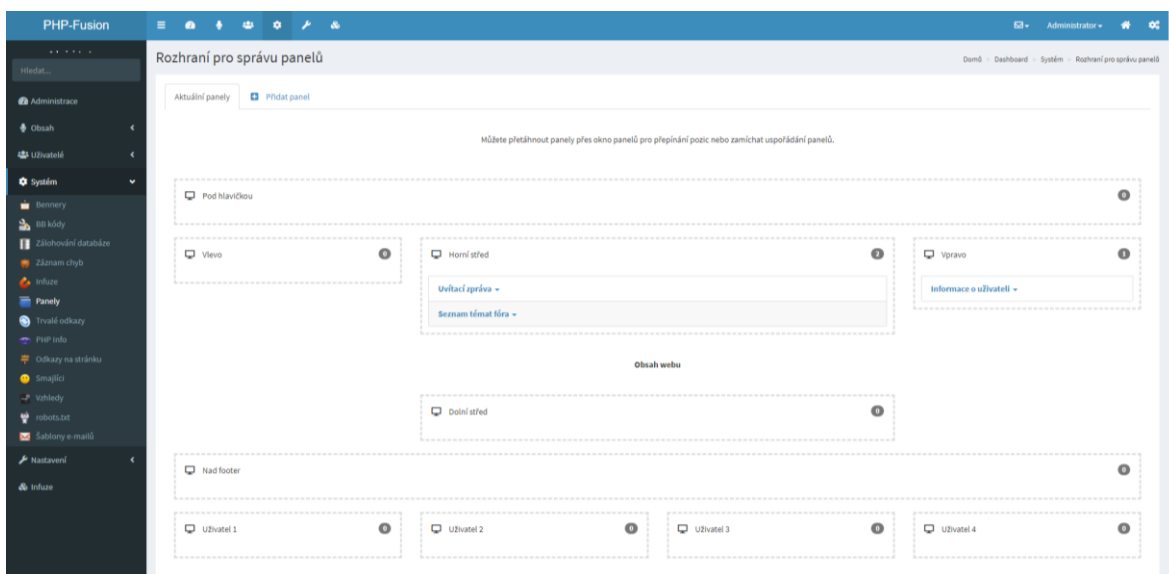 PHP-Fusion
Administrator
Rozhraní pro správu panelů
Domů Dashboard Systém Rozhraní pro správu panelů
Hledat...
Administrace
Obsah
Uživatelé
Systém
Bennery
BB kódy
Zálohování databáze
Záznam chyb
Infuze
Panely
Trvalé odkazy
PHP Info
Odkazy na stránku
Smajlíci
Vzhledy
robots.txt
Šablony e-mailů
Nastavení
Infuze
Aktuální panely
Přidat panel
Můžete přetáhnout panely přes okno panelů pro přepínání pozic nebo zamíchat uspořádání panelů.
Pod hlavičkou 0
Vlevo 0
Horní střed 2
Uvítací zpráva
Seznam témat fóra
Vpravo 1
Informace o uživateli
Obsah webu
Dolní střed 0
Nad footer 0
Uživatel 1 0
Uživatel 2 0
Uživatel 3 0
Uživatel 4 0